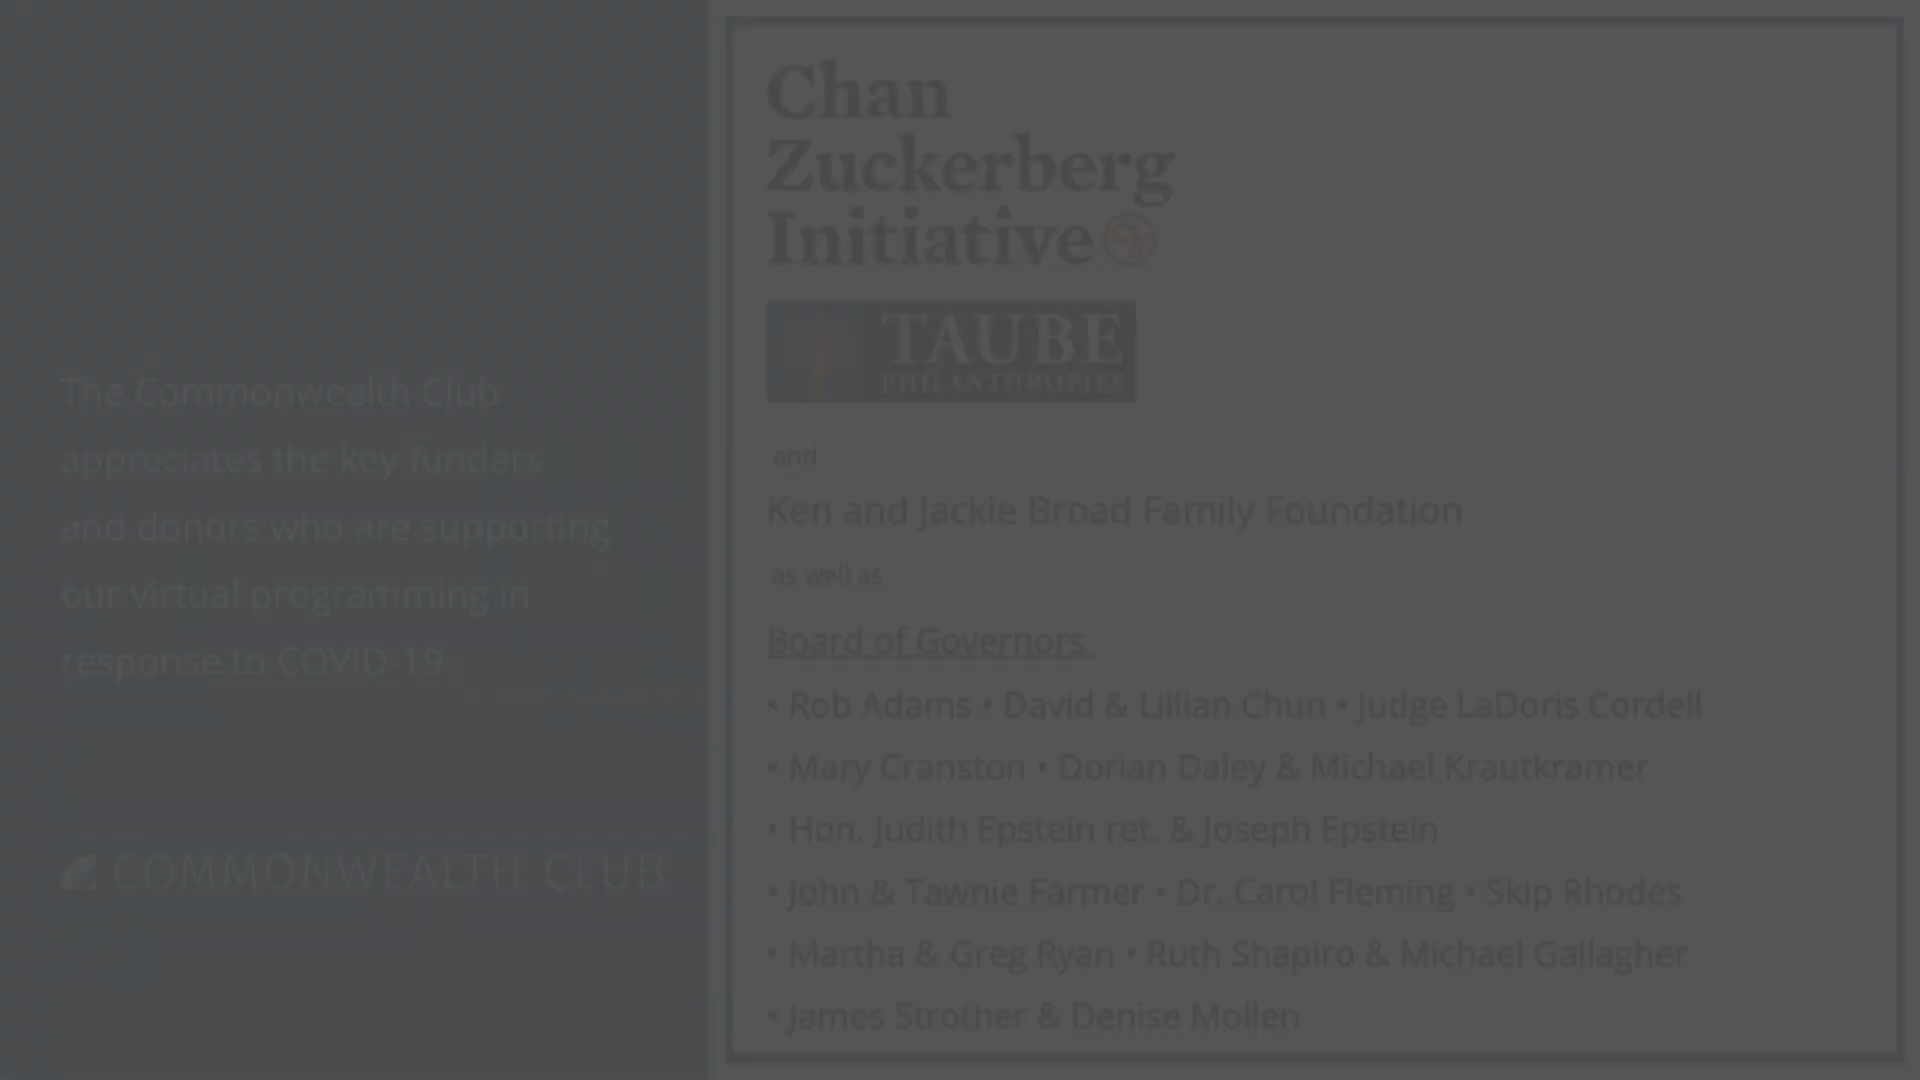 The Commonwealth Club
appreciates the key funders
and donors who are supporting
our virtual programming in
response to COVID-19
COMMONWEALTH CLUB
Chan
Zuckerberg
Initiative
TAUBE
PHILANTHROPIES
and
Ken and Jackie Broad Family Foundation
as well as
Board of Governors
• Rob Adams • David & Lillian Chun • Judge LaDoris Cordell
• Mary Cranston • Dorian Daley & Michael Krautkramer
• Hon. Judith Epstein ret. & Joseph Epstein
• John & Tawnie Farmer • Dr. Carol Fleming • Skip Rhodes
• Martha & Greg Ryan • Ruth Shapiro & Michael Gallagher
• James Strother & Denise Mollen